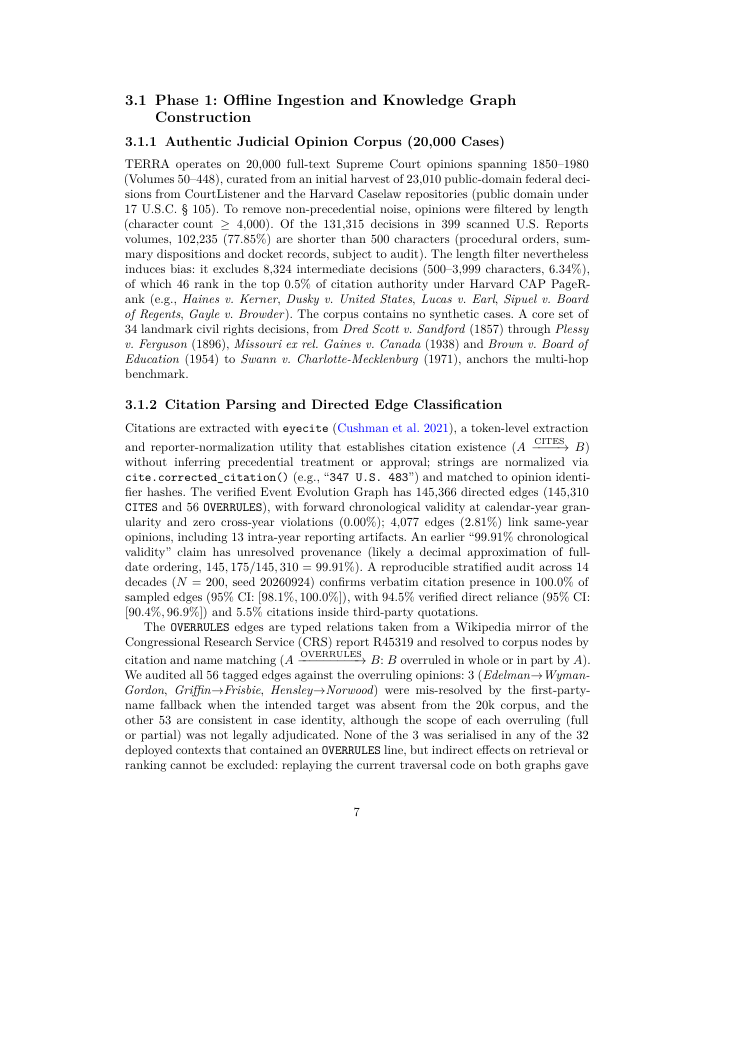 3.1 Phase 1: Offline Ingestion and Knowledge Graph
Construction
3.1.1 Authentic Judicial Opinion Corpus (20,000 Cases)
TERRA operates on 20,000 full-text Supreme Court opinions spanning 1850–1980
(Volumes 50–448), curated from an initial harvest of 23,010 public-domain federal deci-
sions from CourtListener and the Harvard Caselaw repositories (public domain under
17 U.S.C. § 105). To remove non-precedential noise, opinions were filtered by length
(character count ≥ 4,000). Of the 131,315 decisions in 399 scanned U.S. Reports
volumes, 102,235 (77.85%) are shorter than 500 characters (procedural orders, sum-
mary dispositions and docket records, subject to audit). The length filter nevertheless
induces bias: it excludes 8,324 intermediate decisions (500–3,999 characters, 6.34%),
of which 46 rank in the top 0.5% of citation authority under Harvard CAP PageR-
ank (e.g., Haines v. Kerner, Dusky v. United States, Lucas v. Earl, Sipuel v. Board
of Regents, Gayle v. Browder). The corpus contains no synthetic cases. A core set of
34 landmark civil rights decisions, from Dred Scott v. Sandford (1857) through Plessy
v. Ferguson (1896), Missouri ex rel. Gaines v. Canada (1938) and Brown v. Board of
Education (1954) to Swann v. Charlotte-Mecklenburg (1971), anchors the multi-hop
benchmark.
3.1.2 Citation Parsing and Directed Edge Classification
Citations are extracted with eyecite (Cushman et al. 2021), a token-level extraction
and reporter-normalization utility that establishes citation existence (A CITES→ B)
without inferring precedential treatment or approval; strings are normalized via
cite.corrected_citation() (e.g., “347 U.S. 483”) and matched to opinion identi-
fier hashes. The verified Event Evolution Graph has 145,366 directed edges (145,310
CITES and 56 OVERRULES), with forward chronological validity at calendar-year gran-
ularity and zero cross-year violations (0.00%); 4,077 edges (2.81%) link same-year
opinions, including 13 intra-year reporting artifacts. An earlier “99.91% chronological
validity” claim has unresolved provenance (likely a decimal approximation of full-
date ordering, 145, 175/145, 310 = 99.91%). A reproducible stratified audit across 14
decades (N = 200, seed 20260924) confirms verbatim citation presence in 100.0% of
sampled edges (95% CI: [98.1%, 100.0%]), with 94.5% verified direct reliance (95% CI:
[90.4%, 96.9%]) and 5.5% citations inside third-party quotations.
The OVERRULES edges are typed relations taken from a Wikipedia mirror of the
Congressional Research Service (CRS) report R45319 and resolved to corpus nodes by
citation and name matching (A OVERRULES→ B: B overruled in whole or in part by A).
We audited all 56 tagged edges against the overruling opinions: 3 (Edelman→Wyman-
Gordon, Griffin→Frisbie, Hensley→Norwood) were mis-resolved by the first-party-
name fallback when the intended target was absent from the 20k corpus, and the
other 53 are consistent in case identity, although the scope of each overruling (full
or partial) was not legally adjudicated. None of the 3 was serialised in any of the 32
deployed contexts that contained an OVERRULES line, but indirect effects on retrieval or
ranking cannot be excluded: replaying the current traversal code on both graphs gave
7